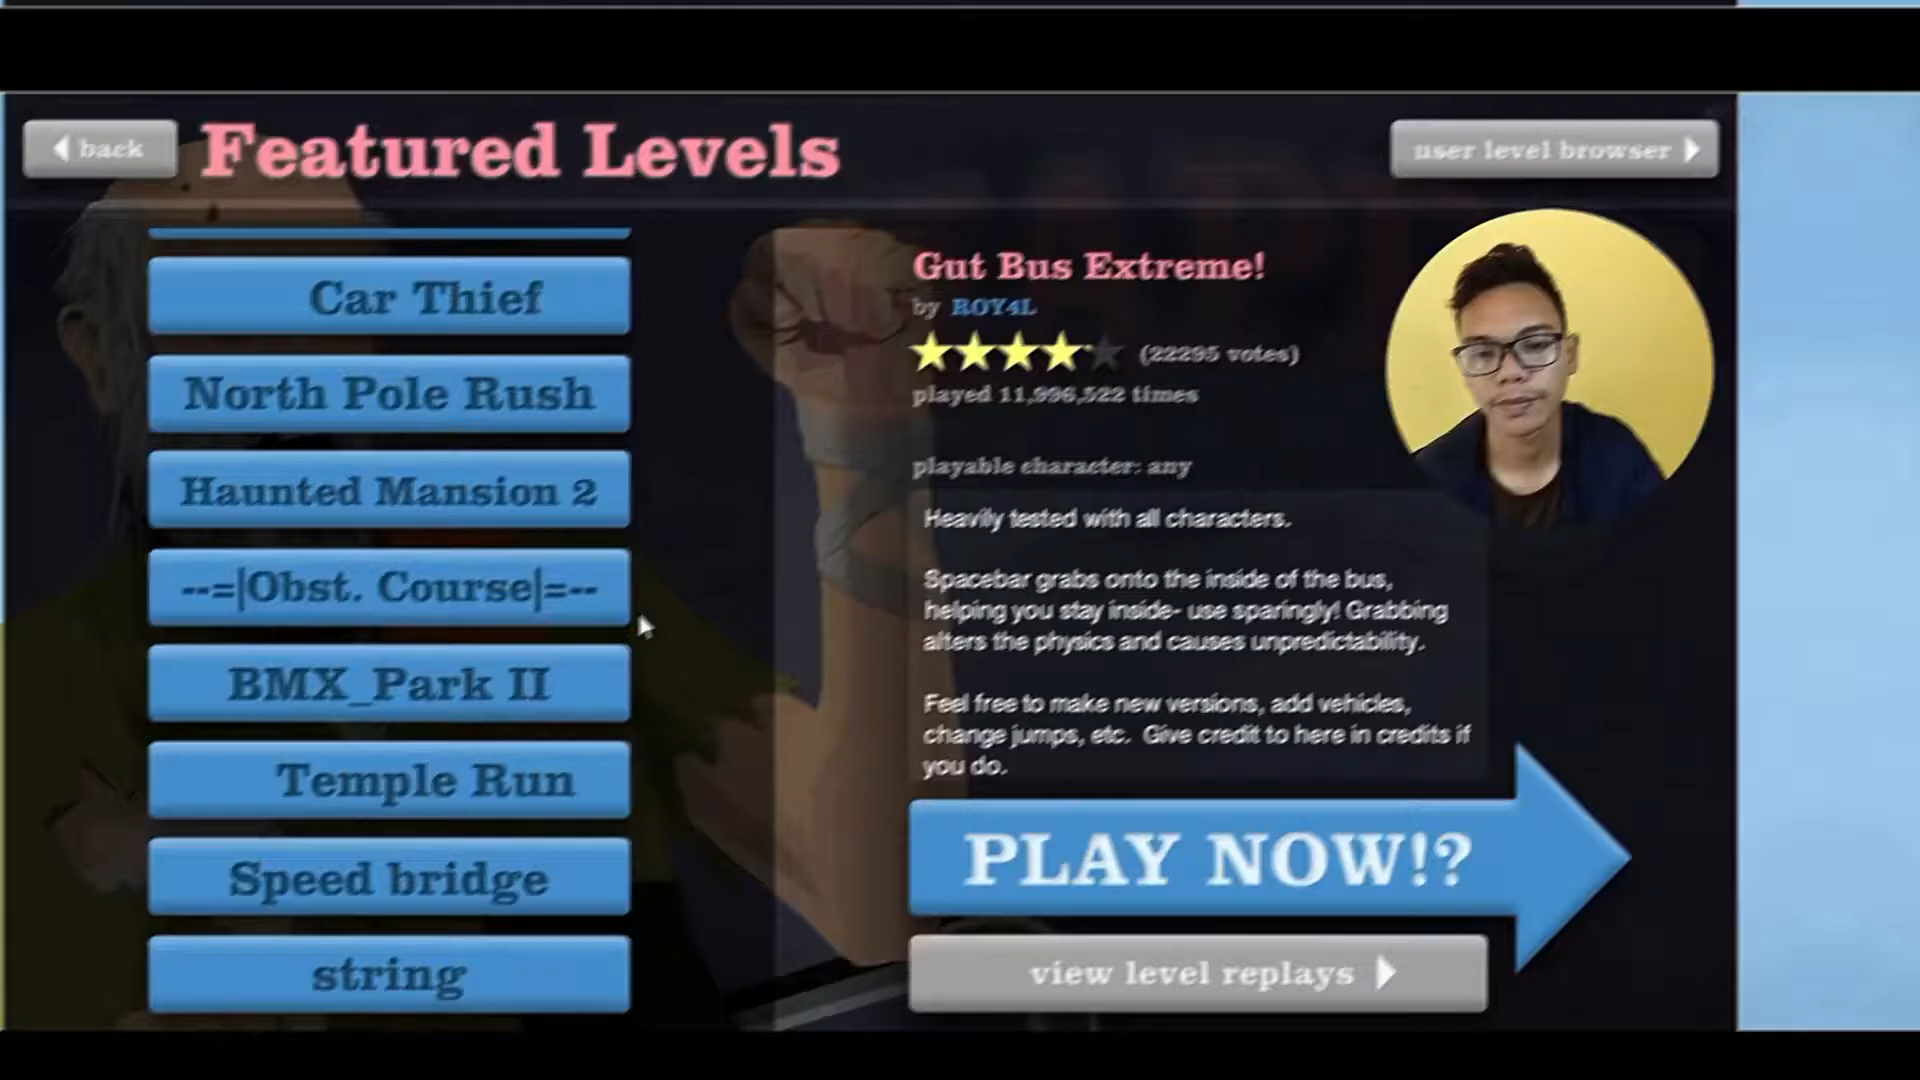 back
Featured Levels
user level browser
Car Thief
North Pole Rush
Haunted Mansion 2
--=|Obst. Course|=--
BMX_Park II
Temple Run
Speed bridge
string
Gut Bus Extreme!
by ROY4L
(22295 votes)
played 11,996,522 times
playable character: any
Heavily tested with all characters.
Spacebar grabs onto the inside of the bus,
helping you stay inside- use sparingly! Grabbing
alters the physics and causes unpredictability.
Feel free to make new versions, add vehicles,
change jumps, etc. Give credit to here in credits if
you do.
PLAY NOW!?
view level replays